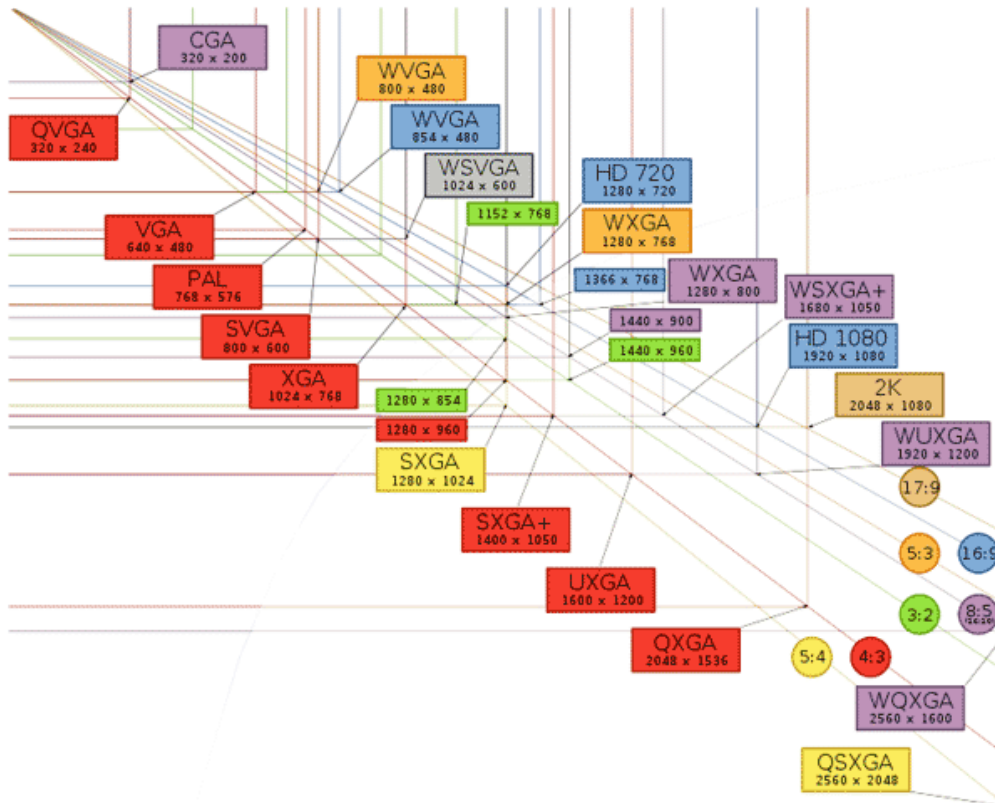 CGA
320 x 200
WVGA
800 x 480
QVGA
320 x 240
WVGA
854 x 480
WSVGA
1024 x 600
HD 720
1280 x 720
1152 x 768
VGA
640 x 480
WXGA
1280 x 768
PAL
768 x 576
1366 x 768
WXGA
1280 x 800
WSXGA+
1680 x 1050
SVGA
800 x 600
1440 x 900
HD 1080
1920 x 1080
1440 x 960
XGA
1024 x 768
1280 x 854
2K
2048 x 1080
1280 x 960
WUXGA
1920 x 1200
SXGA
1280 x 1024
17:9
SXGA+
1400 x 1050
5:3
16:9
UXGA
1600 x 1200
3:2
8:5
(16:10)
QXGA
2048 x 1536
5:4
4:3
WQXGA
2560 x 1600
QSXGA
2560 x 2048